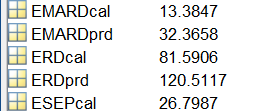 EMARDcal 13.3847
EMARDprd 32.3658
ERDcal 81.5906
ERDprd 120.5117
ESEPcal 26.7987